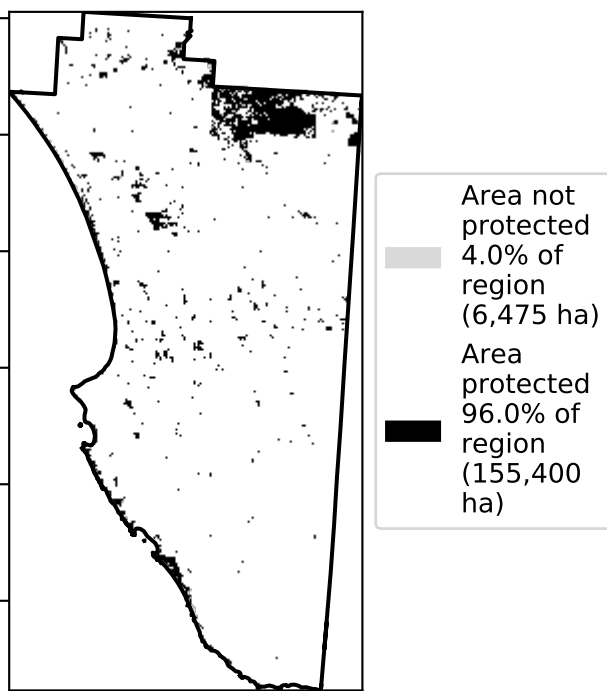 Area not
protected
4.0% of
region
(6,475 ha)
Area
protected
96.0% of
region
(155,400
ha)